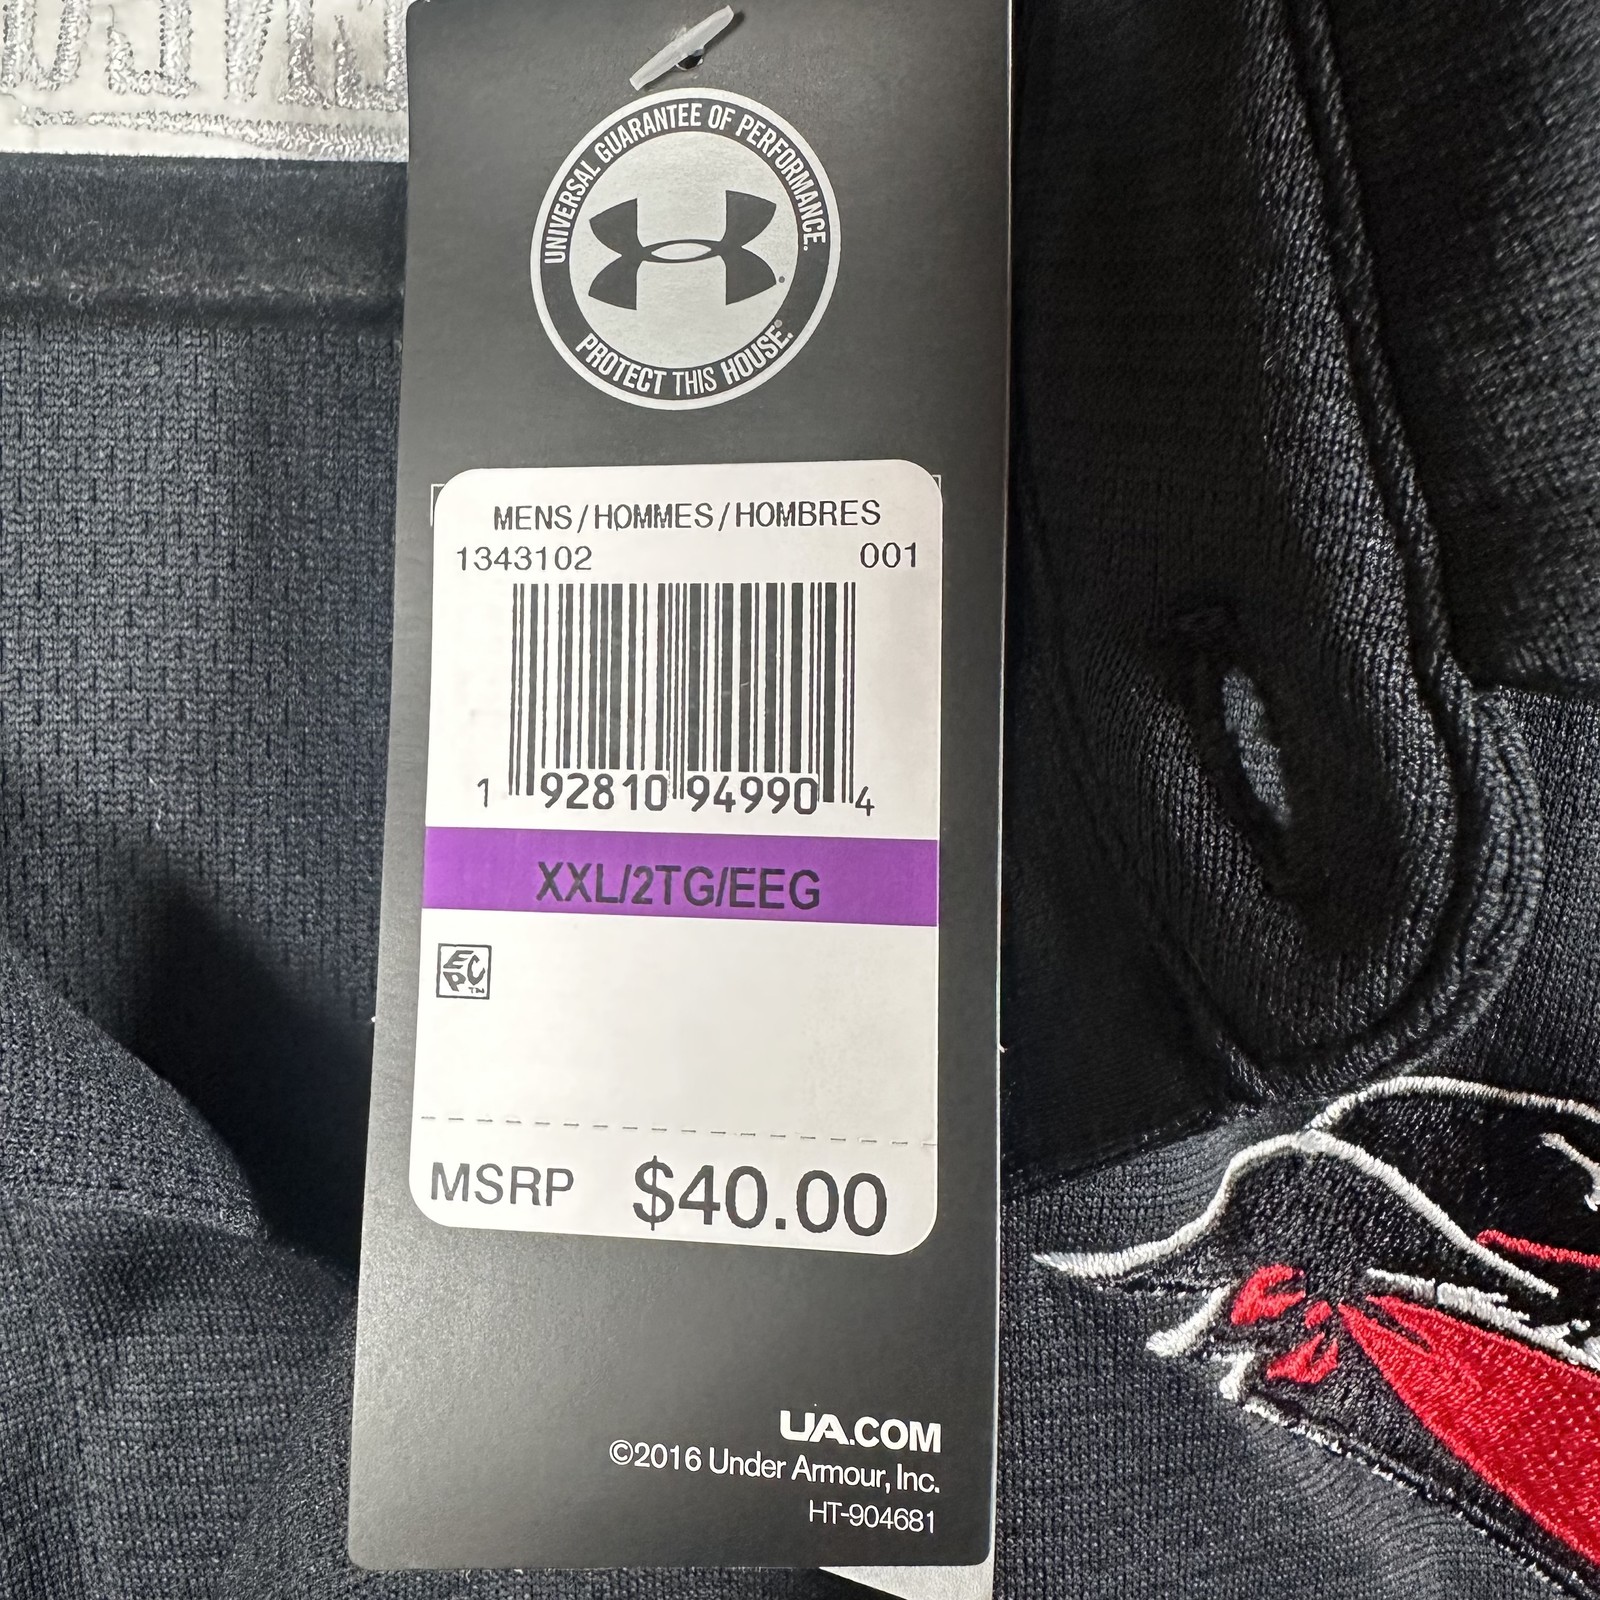 UNIVERSAL GUARANTEE OF PERFORMANCE.
PROTECT THIS HOUSE.®
MENS/HOMMES/HOMBRES
1343102 001
1 92810 94990 4
XXL/2TG/EEG
EPC™
MSRP $40.00
UA.COM
©2016 Under Armour, Inc.
HT-904681